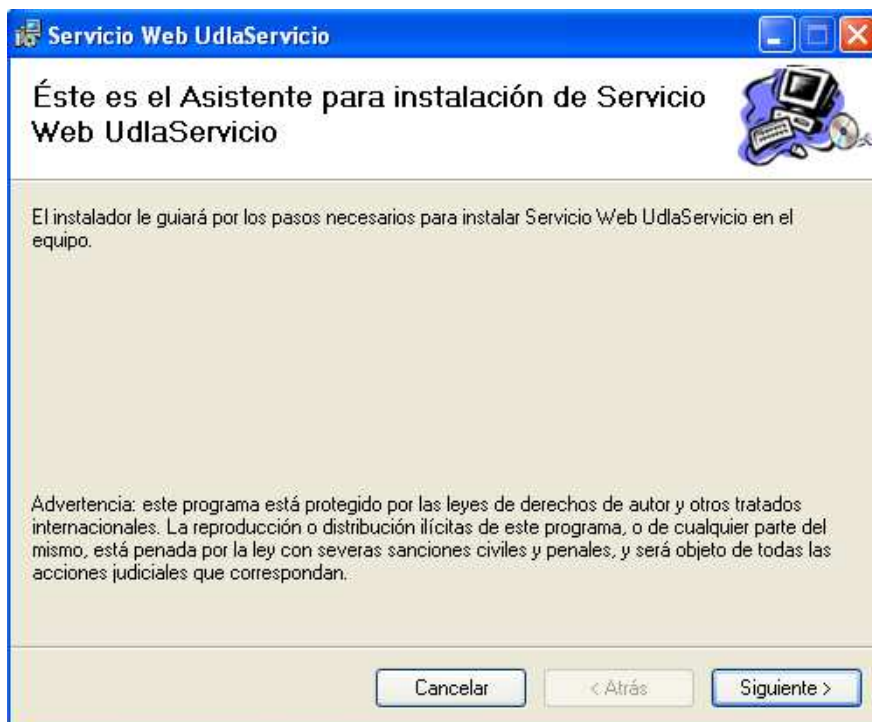 Servicio Web UdlaServicio
Éste es el Asistente para instalación de Servicio
Web UdlaServicio
El instalador le guiará por los pasos necesarios para instalar Servicio Web UdlaServicio en el
equipo.
Advertencia: este programa está protegido por las leyes de derechos de autor y otros tratados
internacionales. La reproducción o distribución ilícitas de este programa, o de cualquier parte del
mismo, está penada por la ley con severas sanciones civiles y penales, y será objeto de todas las
acciones judiciales que correspondan.
Cancelar < Atrás Siguiente >